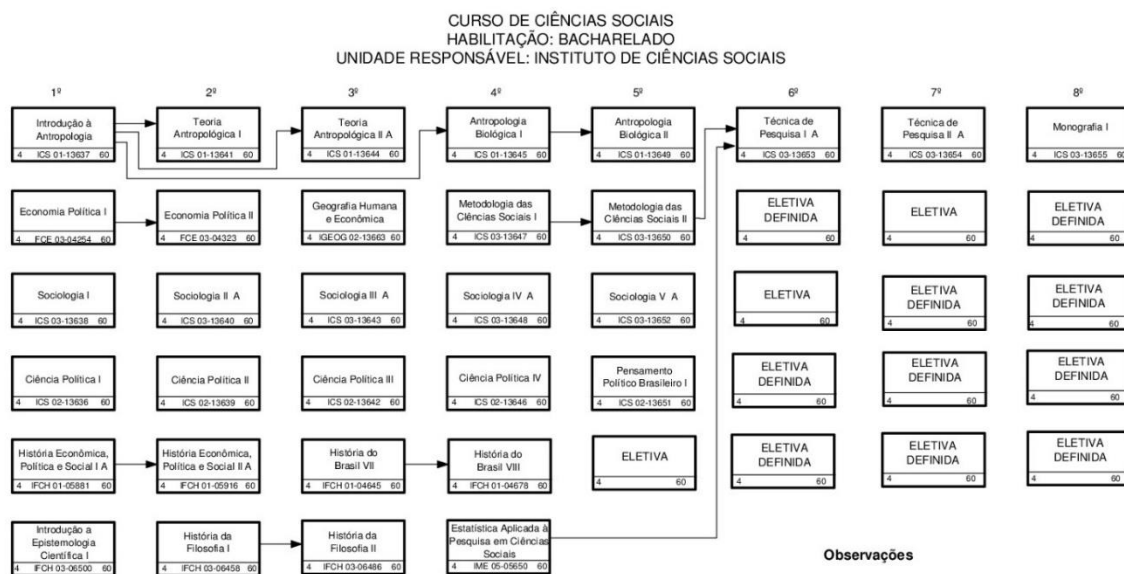 CURSO DE CIÊNCIAS SOCIAIS
HABILITAÇÃO: BACHARELADO
UNIDADE RESPONSÁVEL: INSTITUTO DE CIÊNCIAS SOCIAIS
1º 2º 3º 4º 5º 6º 7º 8º
Introdução à
Antropologia
4 ICS 01-13637 60
Teoria
Antropológica I
4 ICS 01-13641 60
Teoria
Antropológica II A
4 ICS 01-13644 60
Antropologia
Biológica I
4 ICS 01-13645 60
Antropologia
Biológica II
4 ICS 01-13649 60
Técnica de
Pesquisa I A
4 ICS 03-13653 60
Técnica de
Pesquisa II A
4 ICS 03-13654 60
Monografia I
4 ICS 03-13655 60
Economia Política I
4 FCE 03-04254 60
Economia Política II
4 FCE 03-04323 60
Geografia Humana
e Econômica
4 IGEOG 02-13663 60
Metodologia das
Ciências Sociais I
4 ICS 03-13647 60
Metodologia das
Ciências Sociais II
4 ICS 03-13650 60
ELETIVA
DEFINIDA
4 60
ELETIVA
4 60
ELETIVA
DEFINIDA
4 60
Sociologia I
4 ICS 03-13638 60
Sociologia II A
4 ICS 03-13640 60
Sociologia III A
4 ICS 03-13643 60
Sociologia IV A
4 ICS 03-13648 60
Sociologia V A
4 ICS 03-13652 60
ELETIVA
4 60
ELETIVA
DEFINIDA
4 60
ELETIVA
DEFINIDA
4 60
Ciência Política I
4 ICS 02-13636 60
Ciência Política II
4 ICS 02-13639 60
Ciência Política III
4 ICS 02-13642 60
Ciência Política IV
4 ICS 02-13646 60
Pensamento
Político Brasileiro I
4 ICS 02-13651 60
ELETIVA
DEFINIDA
4 60
ELETIVA
DEFINIDA
4 60
ELETIVA
DEFINIDA
4 60
História Econômica,
Política e Social I A
4 IFCH 01-05881 60
História Econômica,
Política e Social II A
4 IFCH 01-05916 60
História do
Brasil VII
4 IFCH 01-04645 60
História do
Brasil VIII
4 IFCH 01-04678 60
ELETIVA
4 60
ELETIVA
DEFINIDA
4 60
ELETIVA
DEFINIDA
4 60
ELETIVA
DEFINIDA
4 60
Introdução a
Epistemologia
Científica I
4 IFCH 03-06500 60
História da
Filosofia I
4 IFCH 03-06458 60
História da
Filosofia II
4 IFCH 03-06486 60
Estatística Aplicada à
Pesquisa em Ciências
Sociais
4 IME 05-05650 60
Observações